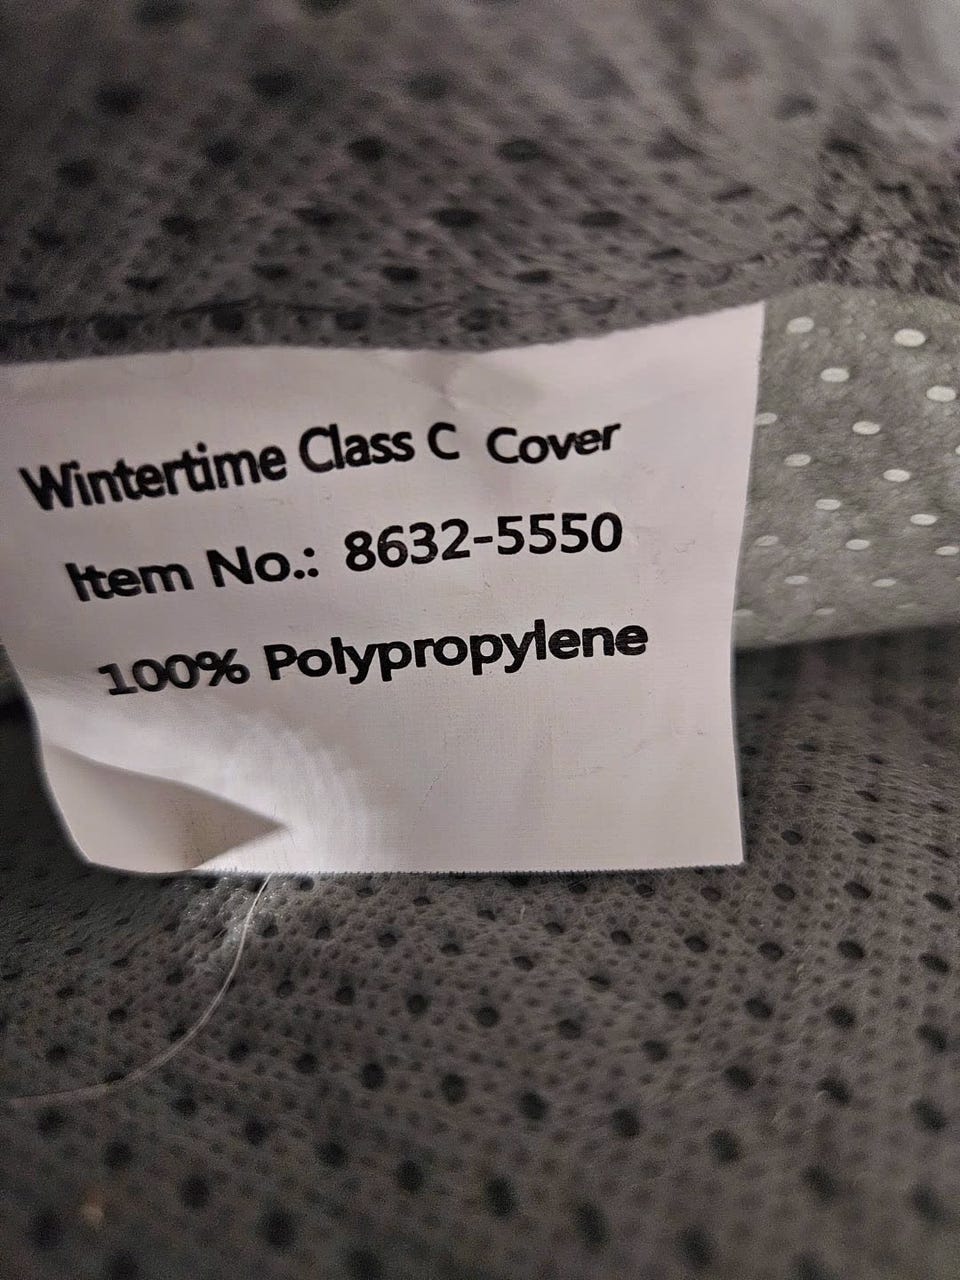 Wintertime Class C Cover
Item No.: 8632-5550
100% Polypropylene